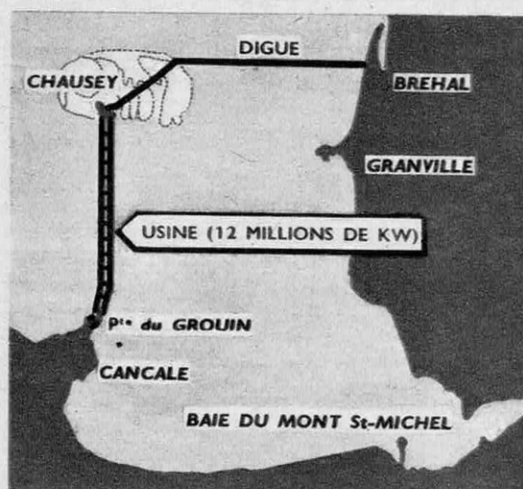 DIGUE
CHAUSEY
BREHAL
GRANVILLE
USINE (12 MILLIONS DE KW)
Pte du GROUIN
CANCALE
BAIE DU MONT St-MICHEL